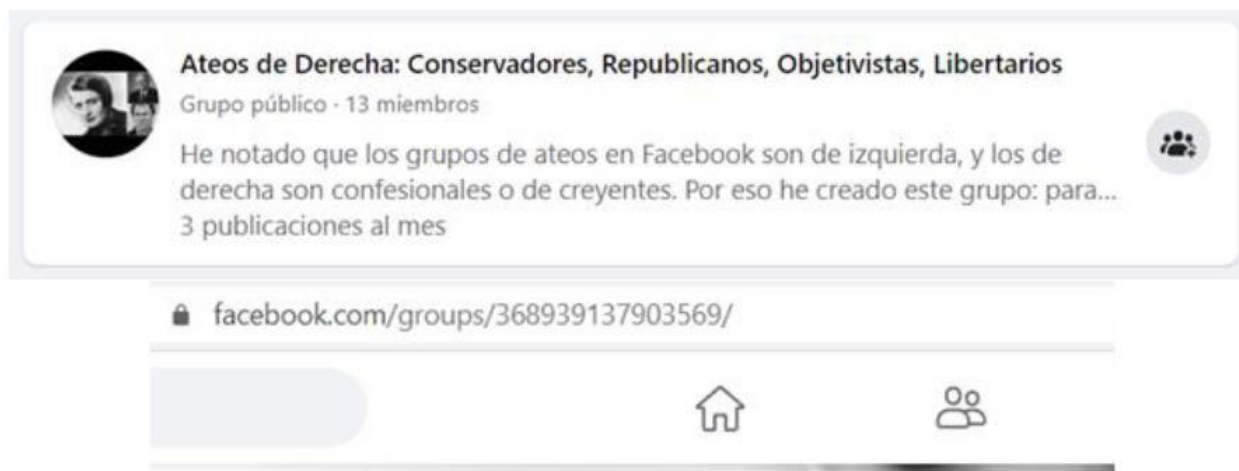 Ateos de Derecha: Conservadores, Republicanos, Objetivistas, Libertarios
Grupo público · 13 miembros
He notado que los grupos de ateos en Facebook son de izquierda, y los de
derecha son confesionales o de creyentes. Por eso he creado este grupo: para...
3 publicaciones al mes
facebook.com/groups/368939137903569/